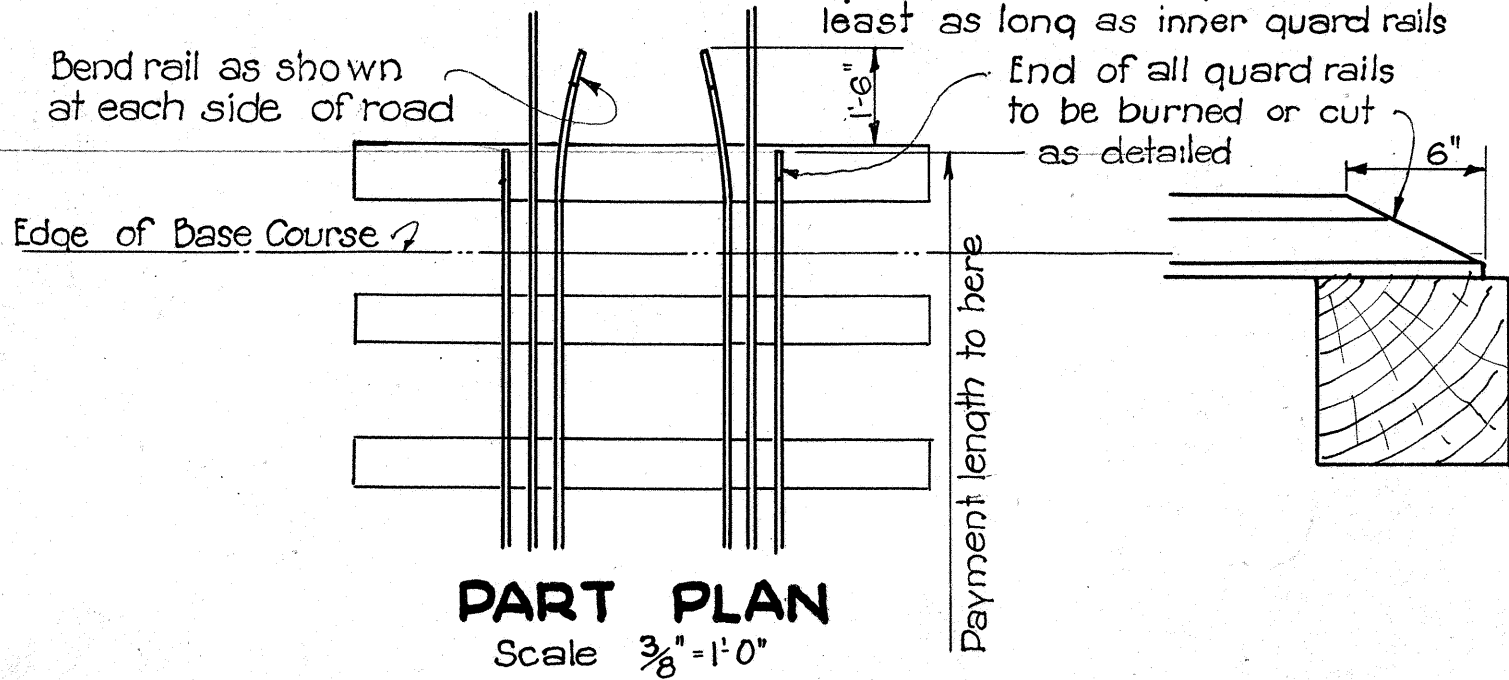 least as long as inner guard rails
Bend rail as shown
at each side of road
1'-6"
End of all guard rails
to be burned or cut
as detailed
6"
Edge of Base Course
Payment length to here
PART PLAN
Scale 3/8" = 1'-0"